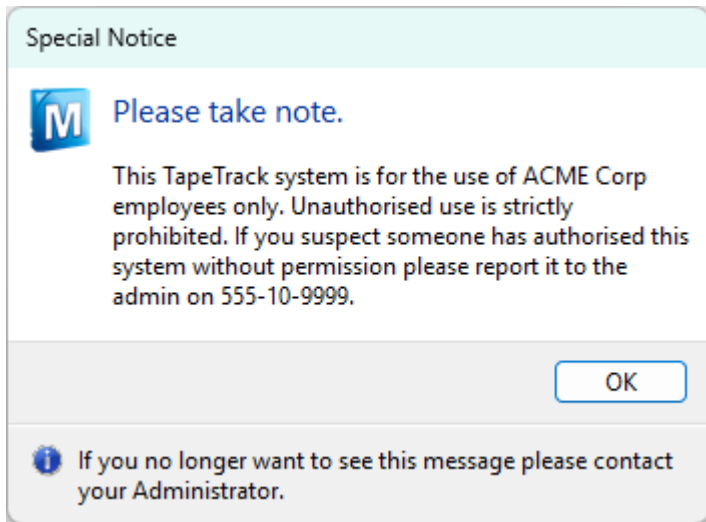 Special Notice
M
Please take note.
This TapeTrack system is for the use of ACME Corp
employees only. Unauthorised use is strictly
prohibited. If you suspect someone has authorised this
system without permission please report it to the
admin on 555-10-9999.
OK
If you no longer want to see this message please contact
your Administrator.